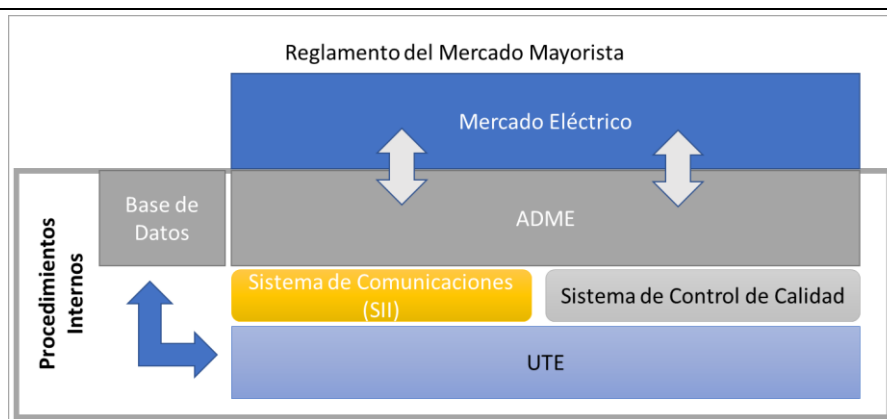 Reglamento del Mercado Mayorista
Mercado Eléctrico
Procedimientos
Internos
Base de
Datos
ADME
Sistema de Comunicaciones
(SII)
Sistema de Control de Calidad
UTE